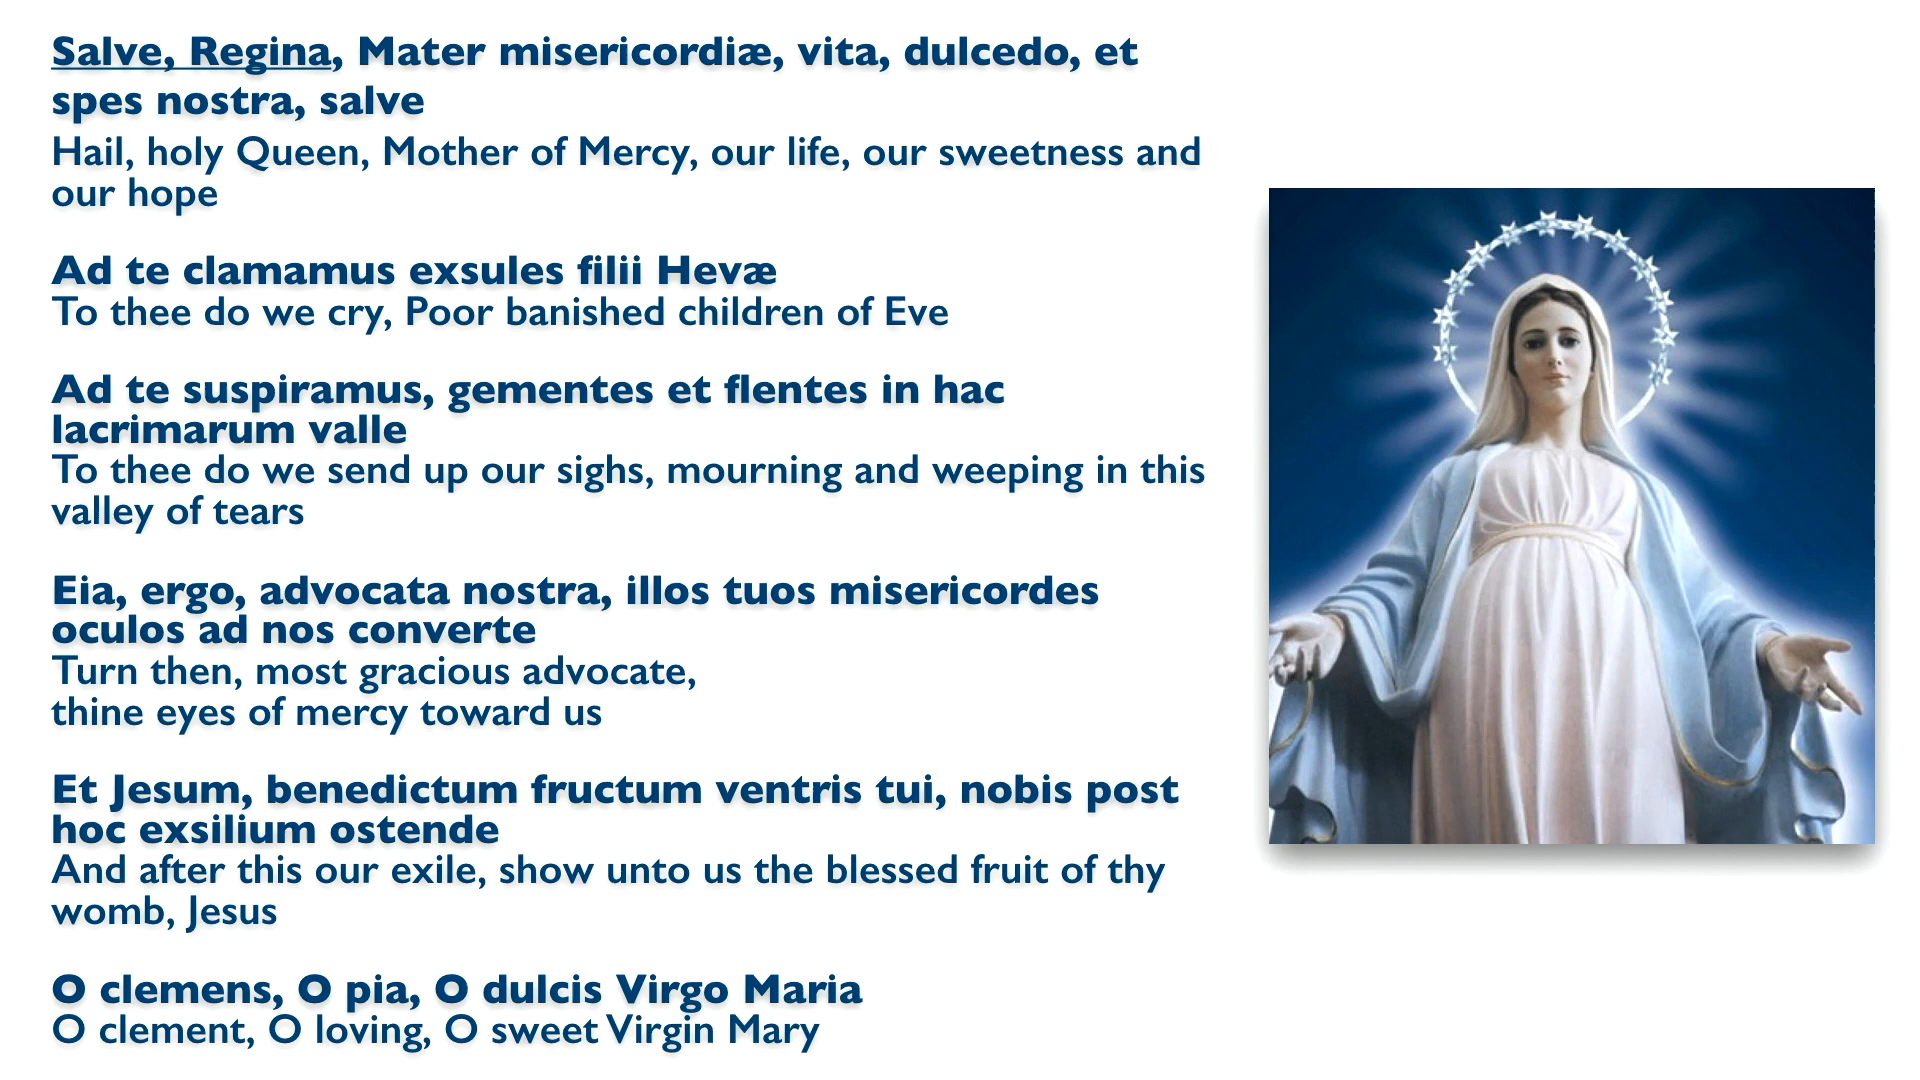 Salve, Regina, Mater misericordiæ, vita, dulcedo, et
spes nostra, salve
Hail, holy Queen, Mother of Mercy, our life, our sweetness and
our hope
Ad te clamamus exsules filii Hevæ
To thee do we cry, Poor banished children of Eve
Ad te suspiramus, gementes et flentes in hac
lacrimarum valle
To thee do we send up our sighs, mourning and weeping in this
valley of tears
Eia, ergo, advocata nostra, illos tuos misericordes
oculos ad nos converte
Turn then, most gracious advocate,
thine eyes of mercy toward us
Et Jesum, benedictum fructum ventris tui, nobis post
hoc exsilium ostende
And after this our exile, show unto us the blessed fruit of thy
womb, Jesus
O clemens, O pia, O dulcis Virgo Maria
O clement, O loving, O sweet Virgin Mary